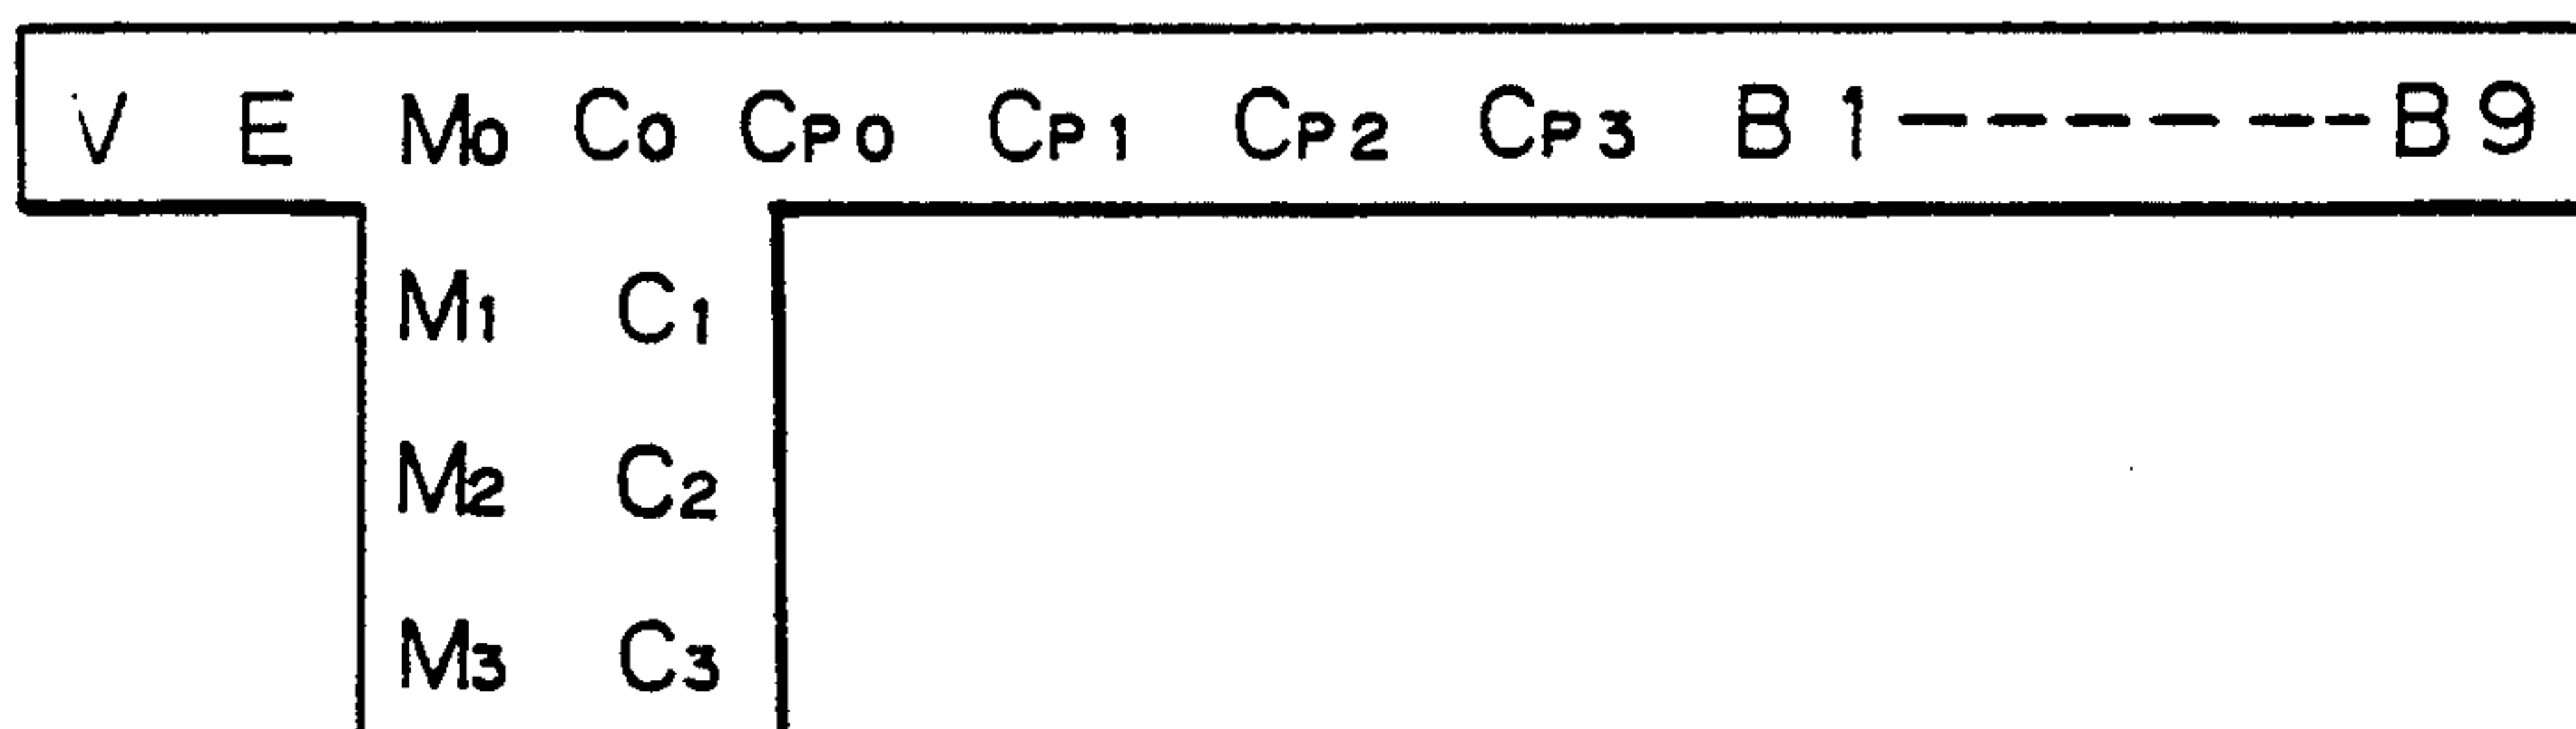 V E M0 C0 CP0 CP1 CP2 CP3 B1------B9
M1 C1
M2 C2
M3 C3